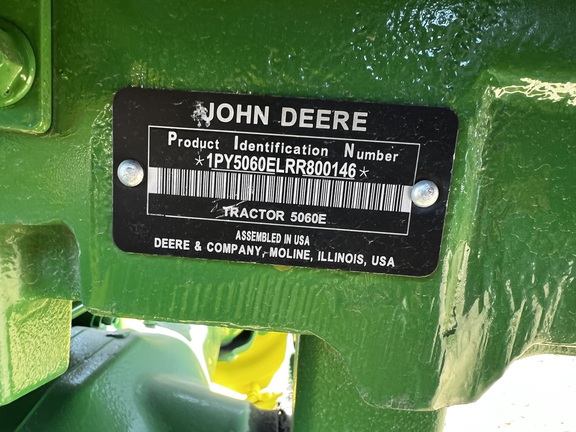 JOHN DEERE
Product Identification Number
*1PY5060ELRR800146*
TRACTOR 5060E
ASSEMBLED IN USA
DEERE & COMPANY, MOLINE, ILLINOIS, USA